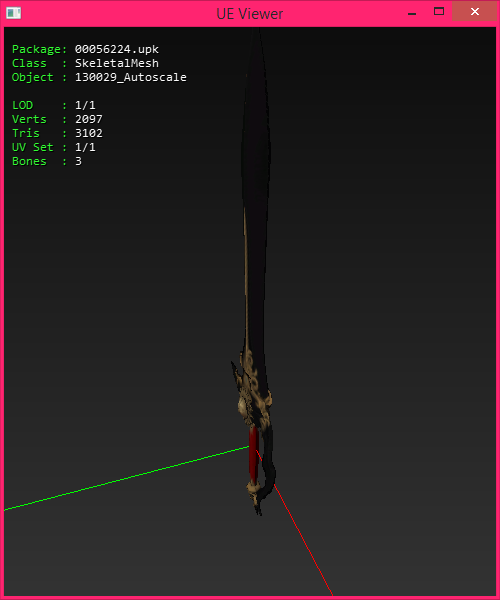 UE Viewer
Package: 00056224.upk
Class : SkeletalMesh
Object : 130029_Autoscale
LOD : 1/1
Verts : 2097
Tris : 3102
UV Set : 1/1
Bones : 3